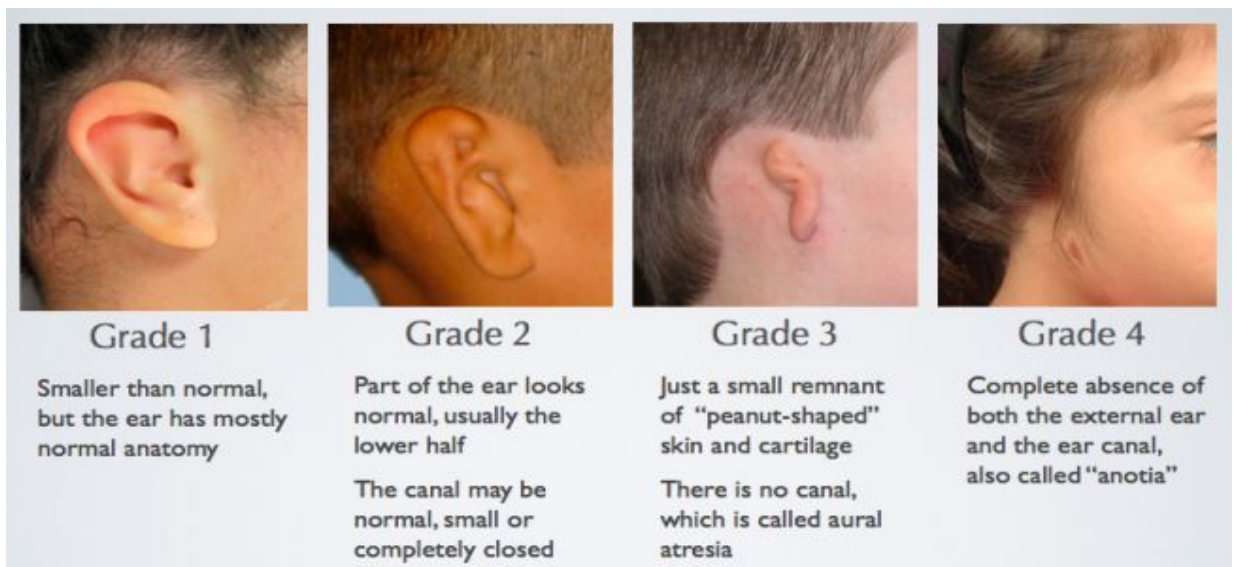 Grade 1
Smaller than normal,
but the ear has mostly
normal anatomy
Grade 2
Part of the ear looks
normal, usually the
lower half
The canal may be
normal, small or
completely closed
Grade 3
Just a small remnant
of “peanut-shaped”
skin and cartilage
There is no canal,
which is called aural
atresia
Grade 4
Complete absence of
both the external ear
and the ear canal,
also called “anotia”